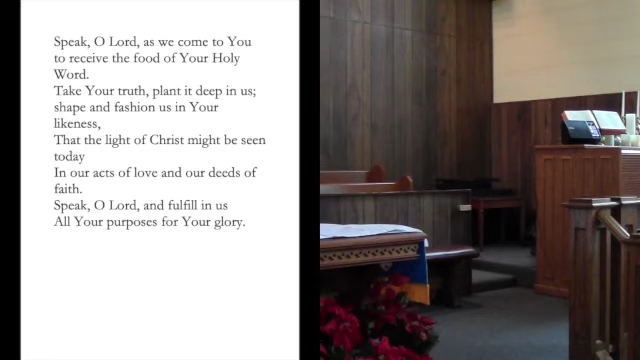 Speak, O Lord, as we come to You
to receive the food of Your Holy
Word.
Take Your truth, plant it deep in us;
shape and fashion us in Your
likeness,
That the light of Christ might be seen
today
In our acts of love and our deeds of
faith.
Speak, O Lord, and fulfill in us
All Your purposes for Your glory.